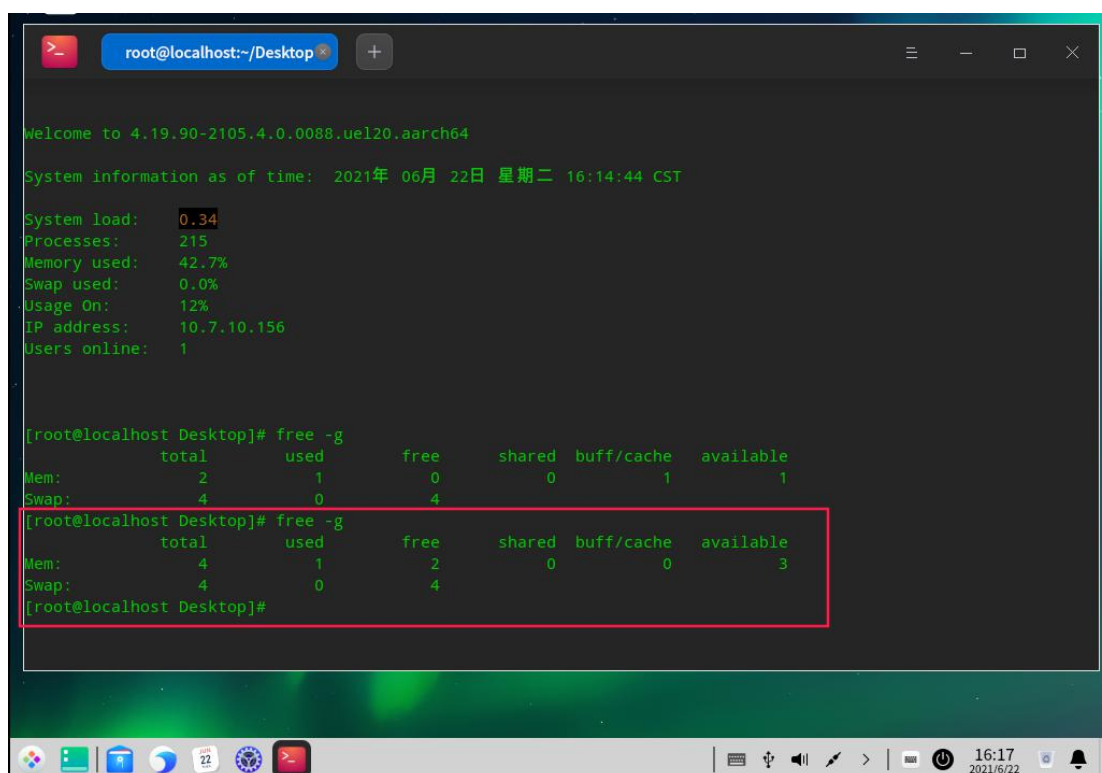 root@localhost:~/Desktop
Welcome to 4.19.90-2105.4.0.0088.uel20.aarch64
System information as of time: 2021年 06月 22日 星期二 16:14:44 CST
System load: 0.34
Processes: 215
Memory used: 42.7%
Swap used: 0.0%
Usage On: 12%
IP address: 10.7.10.156
Users online: 1
[root@localhost Desktop]# free -g
total used free shared buff/cache available
Mem: 2 1 0 0 1 1
Swap: 4 0 4
[root@localhost Desktop]# free -g
total used free shared buff/cache available
Mem: 4 1 2 0 0 3
Swap: 4 0 4
[root@localhost Desktop]#
JUN
22
16:17
2021/6/22